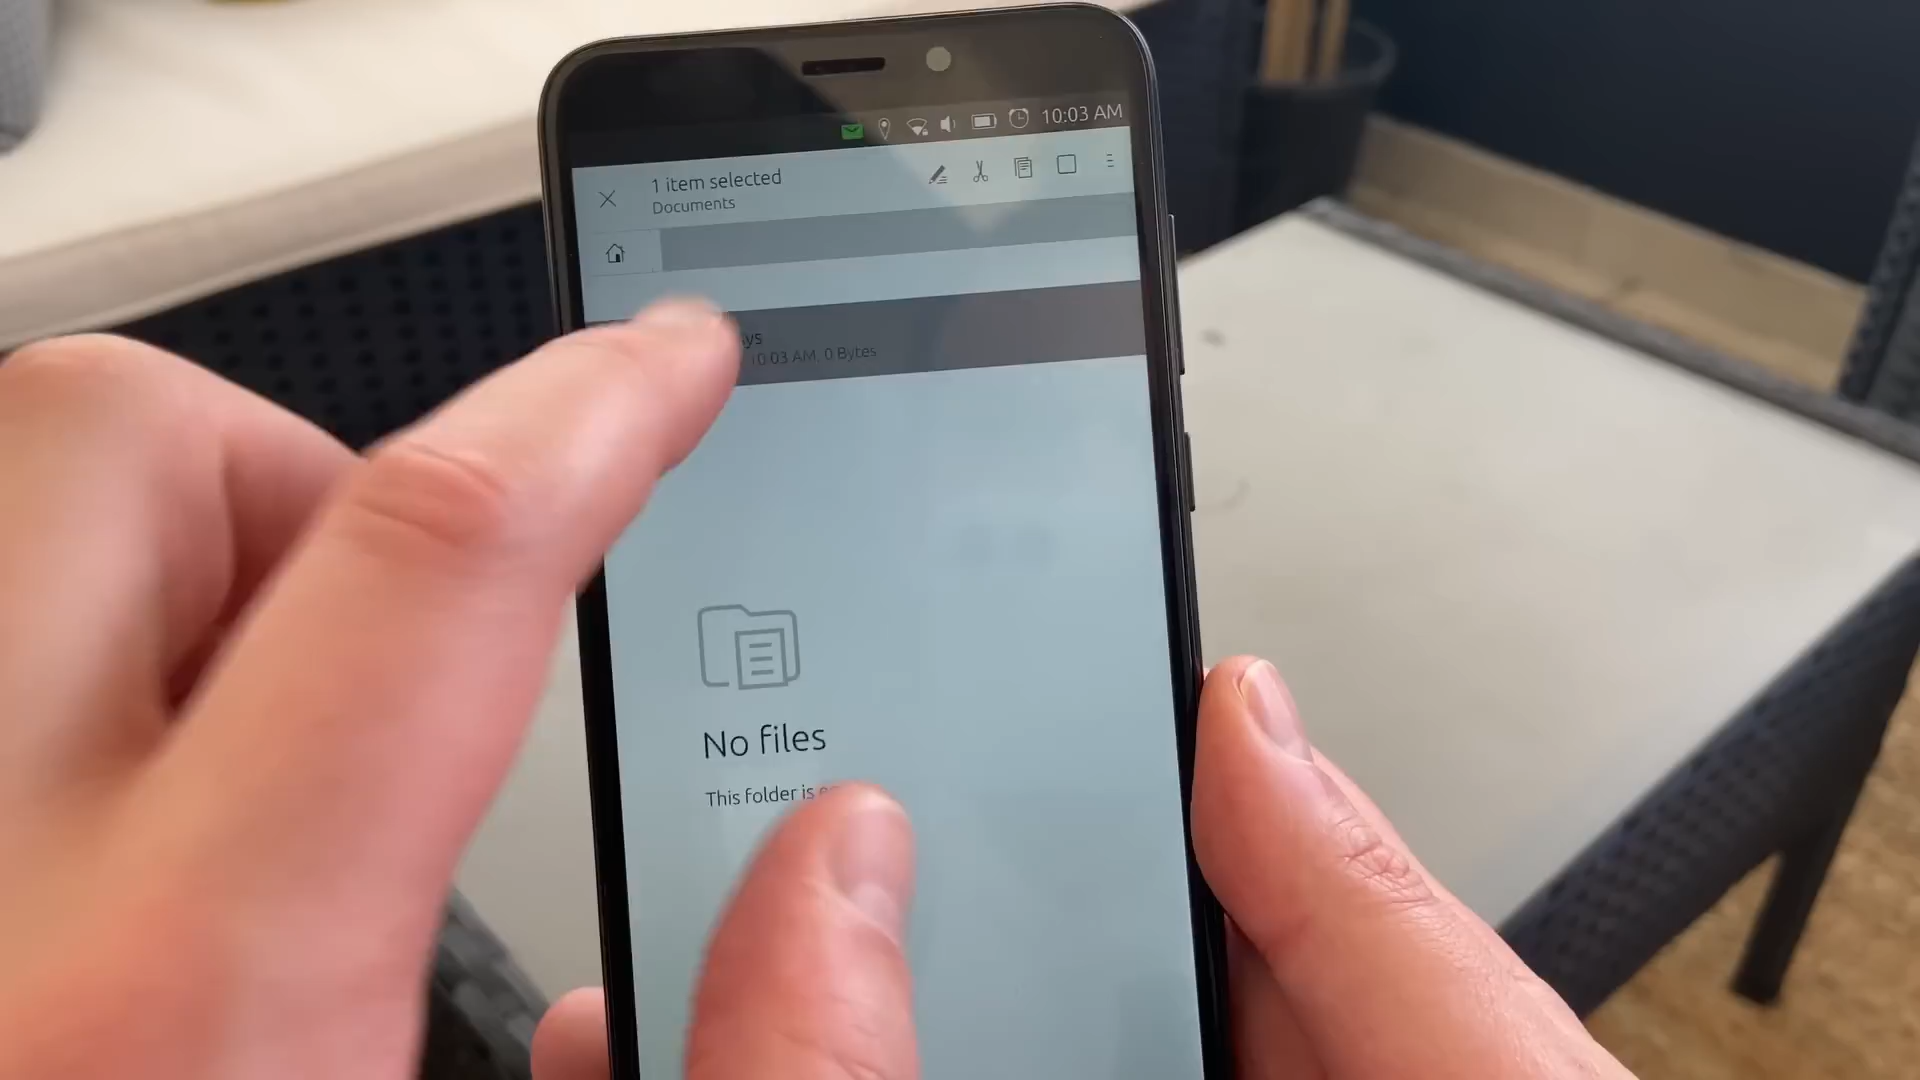 10:03 AM
1 item selected
Documents
10:03 AM, 0 Bytes
No files
This folder is